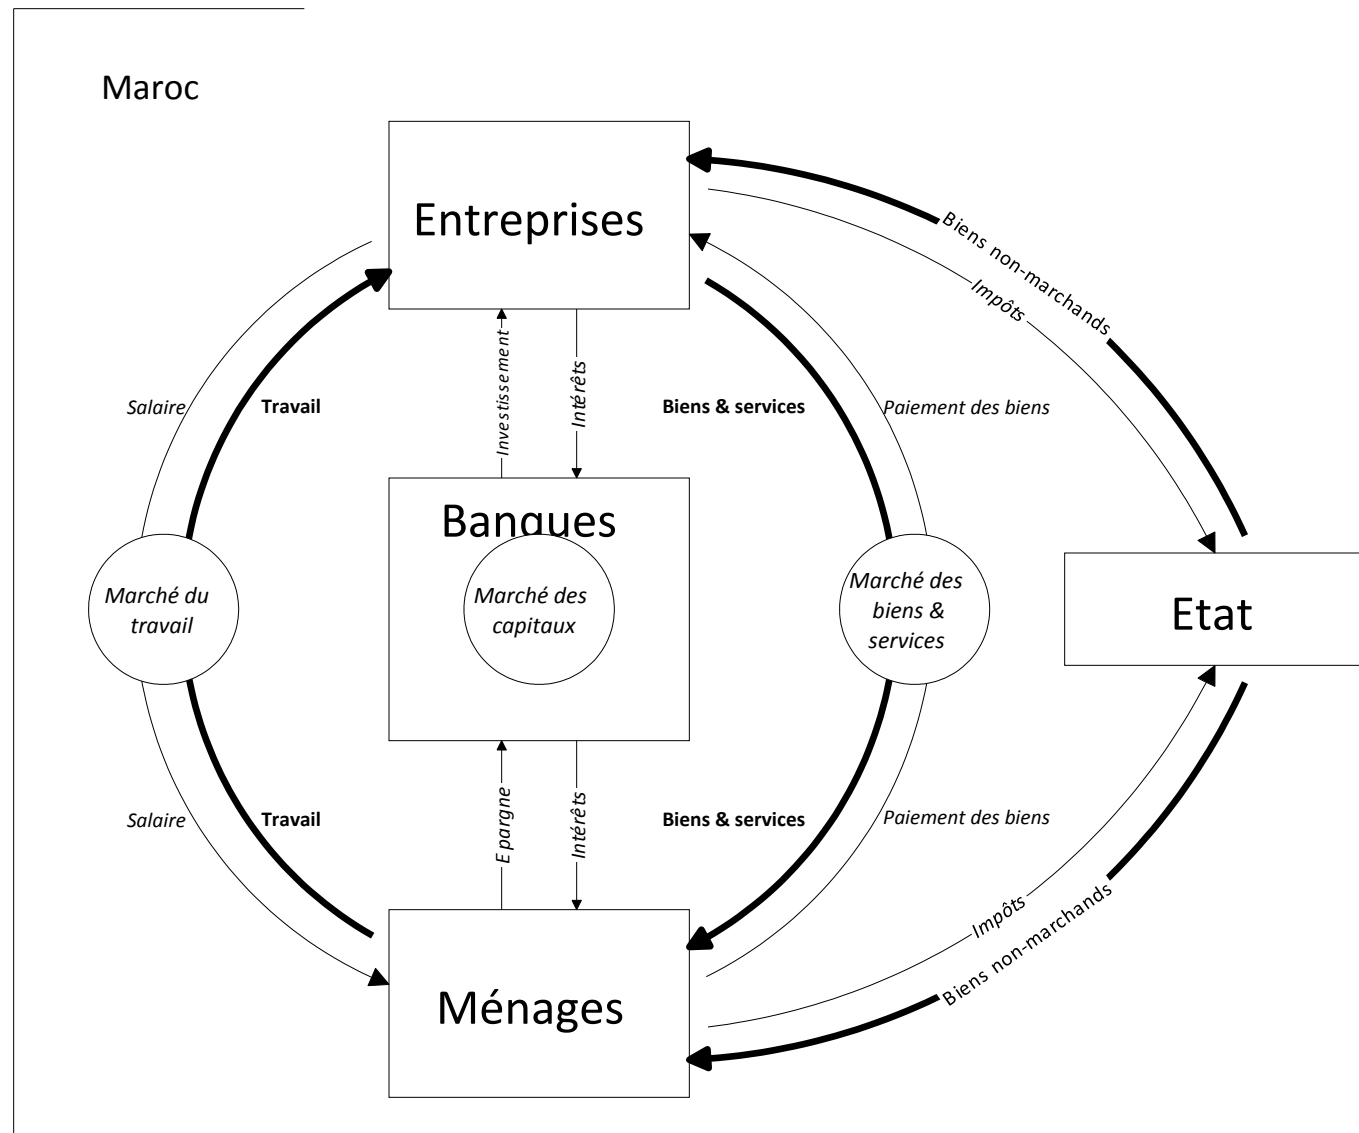 Maroc
Entreprises
Biens non-marchands
Impôts
Salaire
Travail
Investissement
Intérêts
Biens & services
Paiement des biens
Banques
Marché du
travail
Marché des
capitaux
Marché des
biens &
services
Etat
Salaire
Travail
Epargne
Intérêts
Biens & services
Paiement des biens
Impôts
Biens non-marchands
Ménages